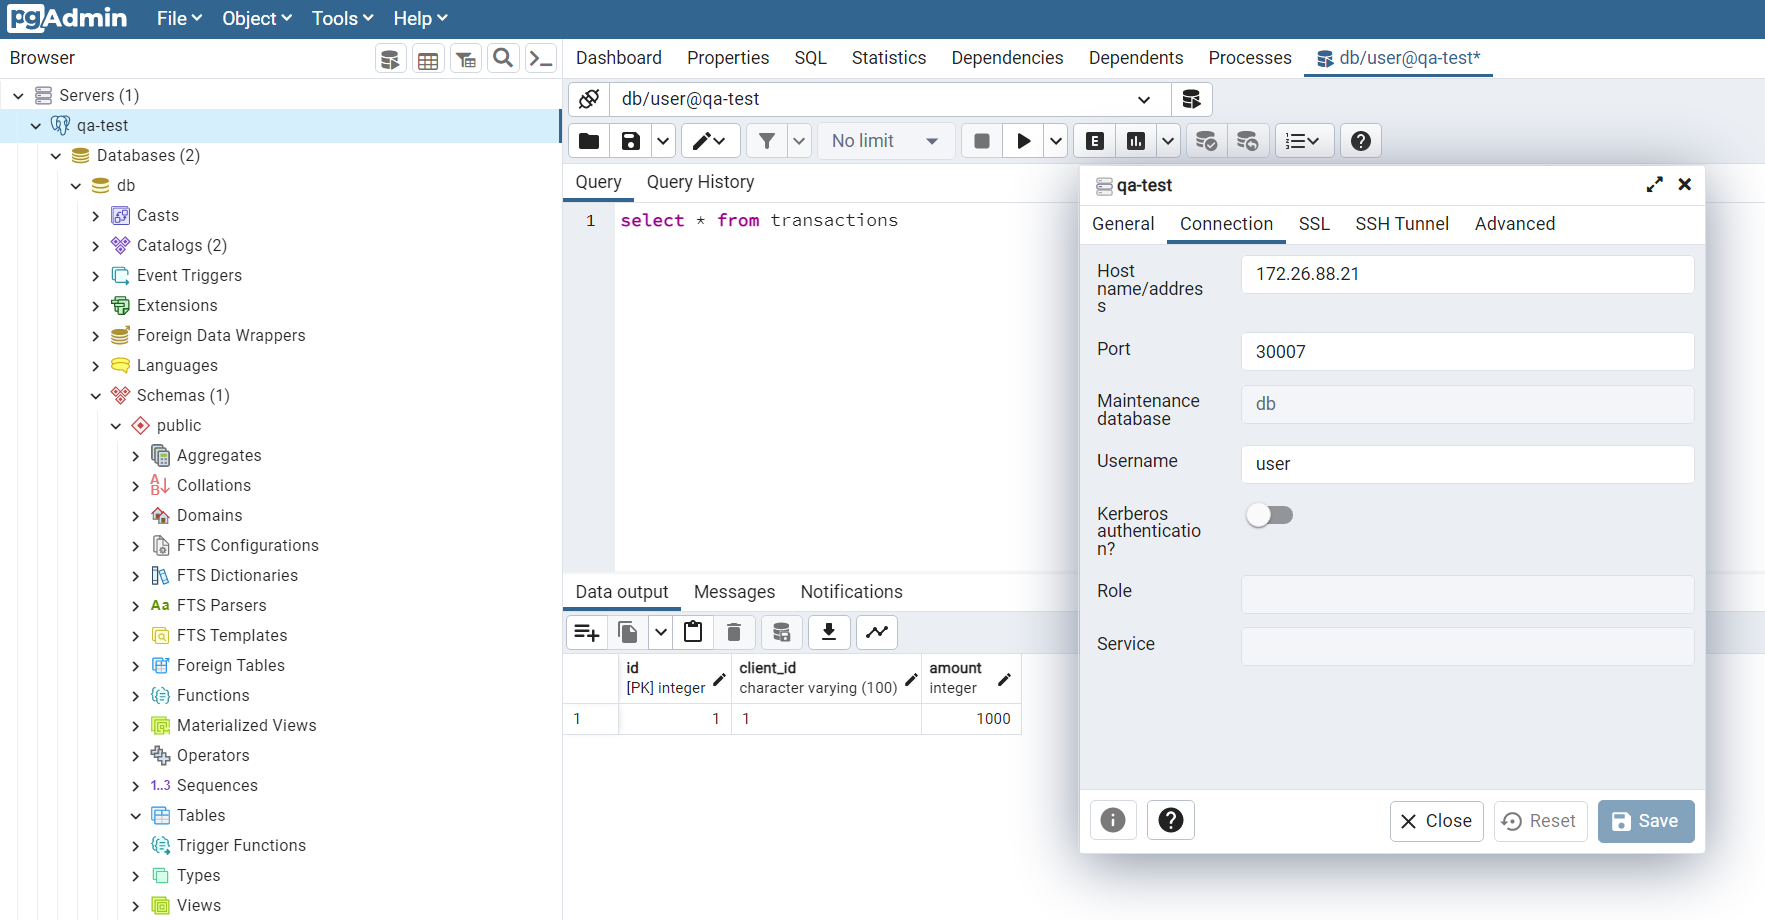 pgAdmin File Object Tools Help
Browser
Dashboard Properties SQL Statistics Dependencies Dependents Processes db/user@qa-test*
Servers (1)
qa-test
Databases (2)
db
Casts
Catalogs (2)
Event Triggers
Extensions
Foreign Data Wrappers
Languages
Schemas (1)
public
Aggregates
Collations
Domains
FTS Configurations
FTS Dictionaries
Aa FTS Parsers
FTS Templates
Foreign Tables
Functions
Materialized Views
Operators
1..3 Sequences
Tables
Trigger Functions
Types
Views
db/user@qa-test
No limit
E
Query Query History
1 select * from transactions
Data output Messages Notifications
id client_id amount
[PK] integer character varying (100) integer
1 1 1 1000
qa-test
General Connection SSL SSH Tunnel Advanced
Host
name/addres
s
172.26.88.21
Port 30007
Maintenance
database
db
Username user
Kerberos
authenticatio
n?
Role
Service
Close Reset Save